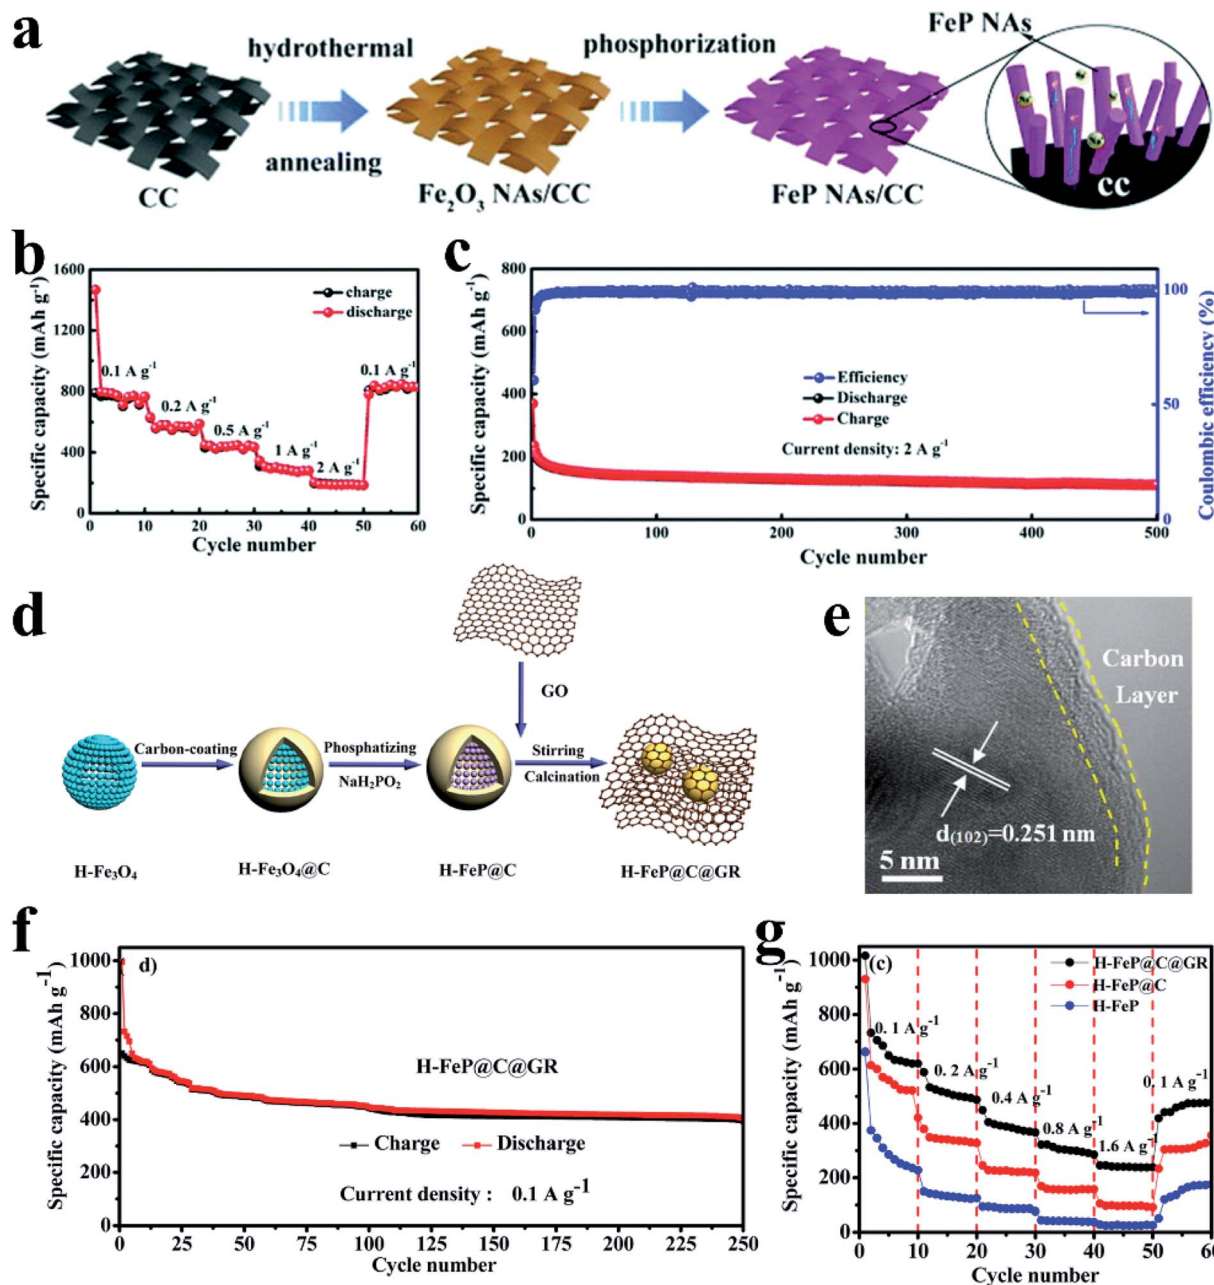 a
hydrothermal
annealing
phosphorization
FeP NAs
CC
Fe₂O₃ NAs/CC
FeP NAs/CC
CC
b
Specific capacity (mAh g⁻¹)
1600
1200
800
400
0
charge
discharge
0.1 A g⁻¹
0.2 A g⁻¹
0.5 A g⁻¹
1 A g⁻¹
2 A g⁻¹
0.1 A g⁻¹
0 10 20 30 40 50 60
Cycle number
c
Specific capacity (mAh g⁻¹)
800
700
600
500
400
300
200
100
0
Efficiency
Discharge
Charge
Current density: 2 A g⁻¹
100
50
0
Coulombic efficiency (%)
0 100 200 300 400 500
Cycle number
d
GO
Carbon-coating
Phosphatizing
NaH₂PO₂
Stirring
Calcination
H-Fe₃O₄
H-Fe₃O₄@C
H-FeP@C
H-FeP@C@GR
e
Carbon
Layer
d₍₁₀₂₎=0.251 nm
5 nm
f
Specific capacity (mAh g⁻¹)
1000
800
600
400
200
0
d)
H-FeP@C@GR
Charge
Discharge
Current density : 0.1 A g⁻¹
0 25 50 75 100 125 150 175 200 225 250
Cycle number
g
Specific capacity (mAh g⁻¹)
1000
800
600
400
200
0
(c)
H-FeP@C@GR
H-FeP@C
H-FeP
0. 1 A g⁻¹
0. 2 A g⁻¹
0.4 A g⁻¹
0.8 A g⁻¹
1.6 A g⁻¹
0. 1 A g⁻¹
0 10 20 30 40 50 60
Cycle number